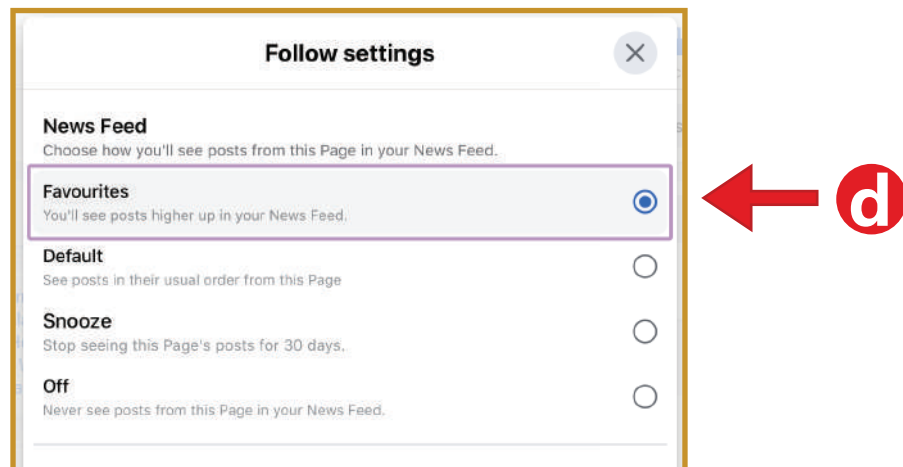 Follow settings
News Feed
Choose how you'll see posts from this Page in your News Feed.
Favourites
You'll see posts higher up in your News Feed.
d
Default
See posts in their usual order from this Page
Snooze
Stop seeing this Page's posts for 30 days.
Off
Never see posts from this Page in your News Feed.